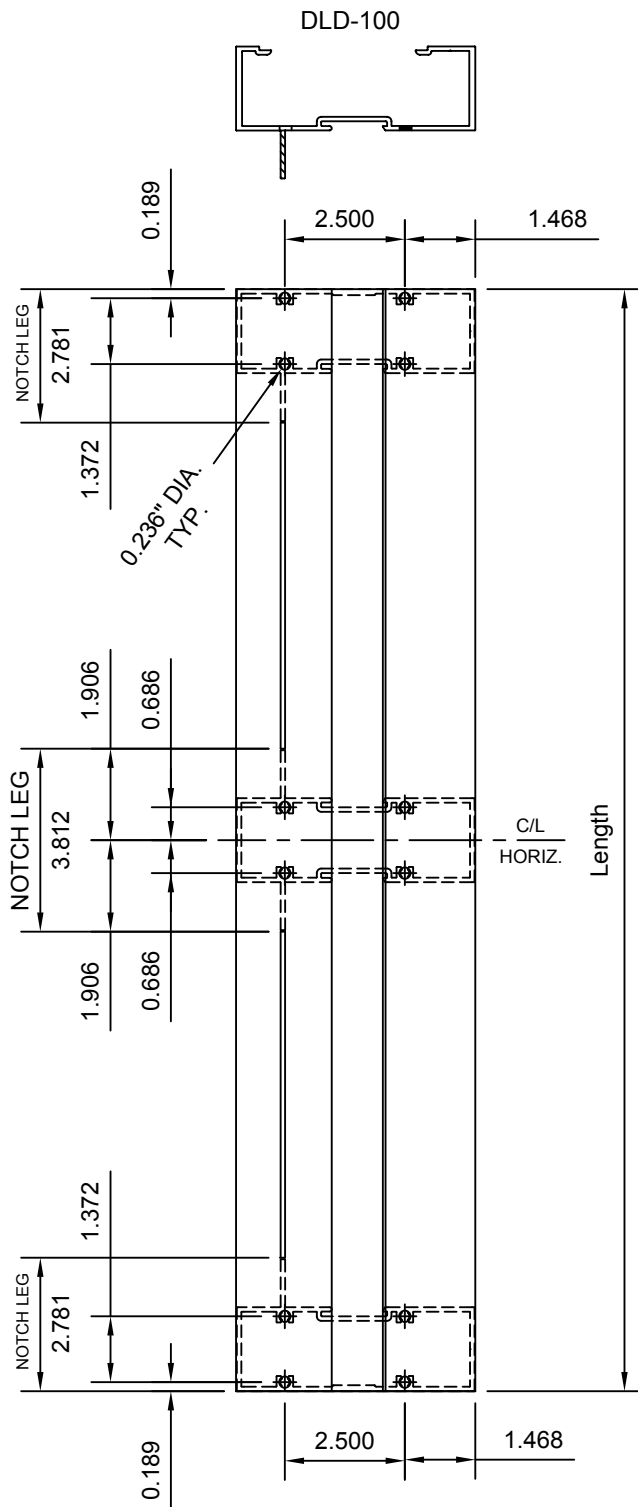 DLD-100
0.189
2.500
1.468
NOTCH LEG
2.781
1.372
0.236" DIA.
TYP.
1.906
0.686
NOTCH LEG
3.812
C/L
HORIZ.
Length
1.906
0.686
1.372
NOTCH LEG
2.781
0.189
2.500
1.468